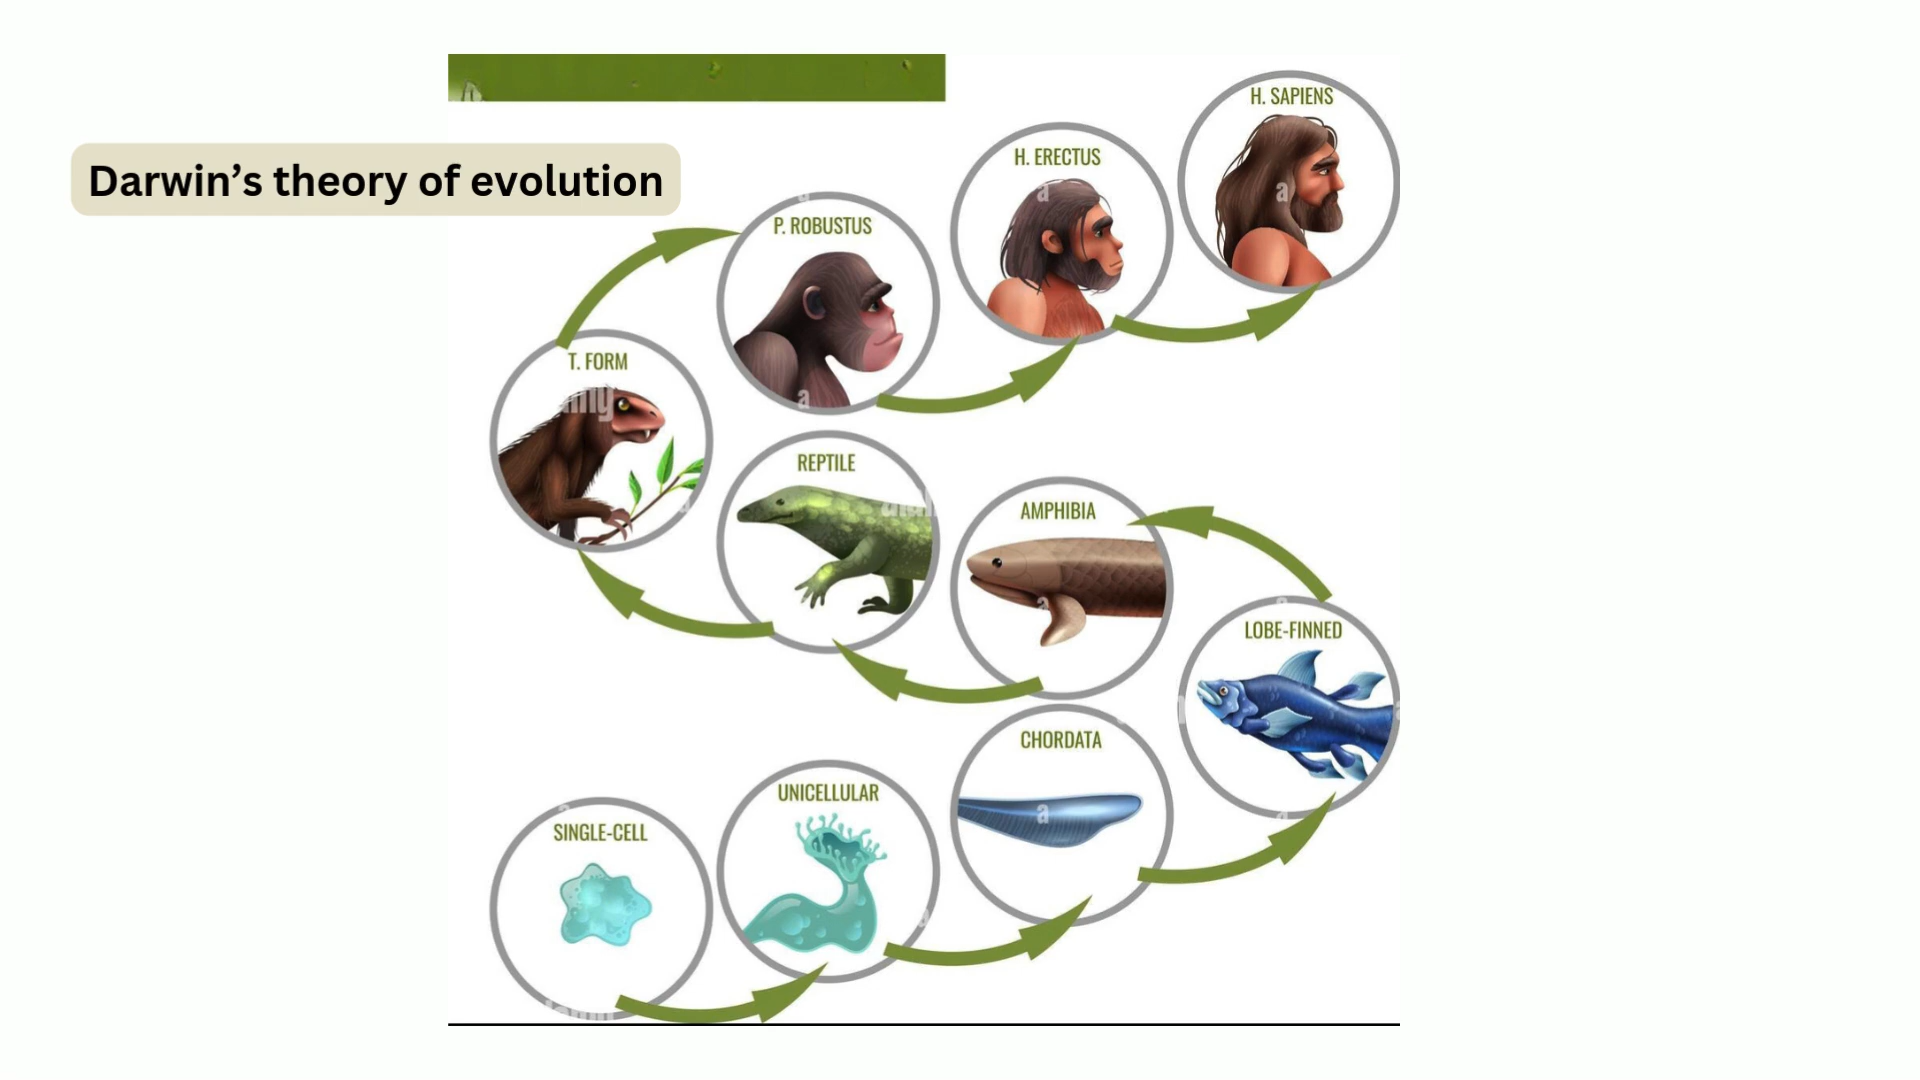 Darwin's theory of evolution
H. SAPIENS
H. ERECTUS
P. ROBUSTUS
T. FORM
REPTILE
AMPHIBIA
LOBE-FINNED
CHORDATA
UNICELLULAR
SINGLE-CELL
a
a
a
a
a
a
a
a
a
a